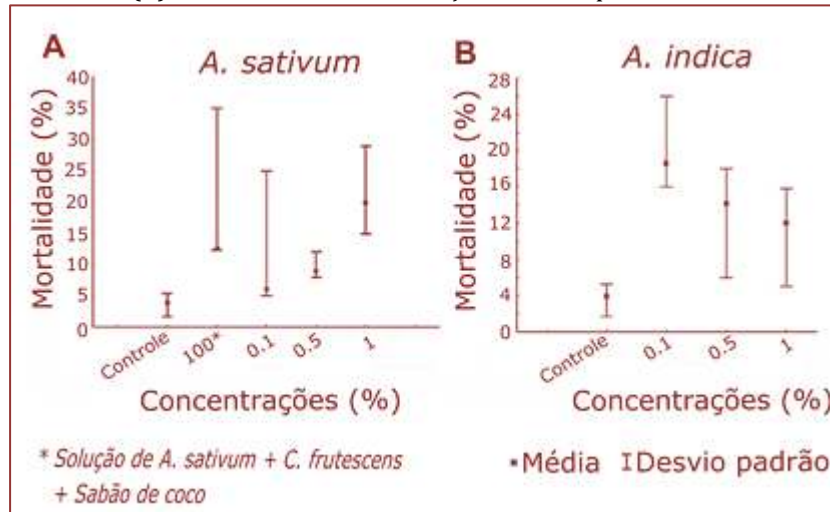 A
A. sativum
Mortalidade (%)
40
35
30
25
20
15
10
5
0
Controle
100*
0.1
0.5
1
Concentrações (%)
* Solução de A. sativum + C. frutescens
+ Sabão de coco
B
A. indica
Mortalidade (%)
28
24
20
16
12
8
4
0
Controle
0.1
0.5
1
Concentrações (%)
Média
Desvio padrão